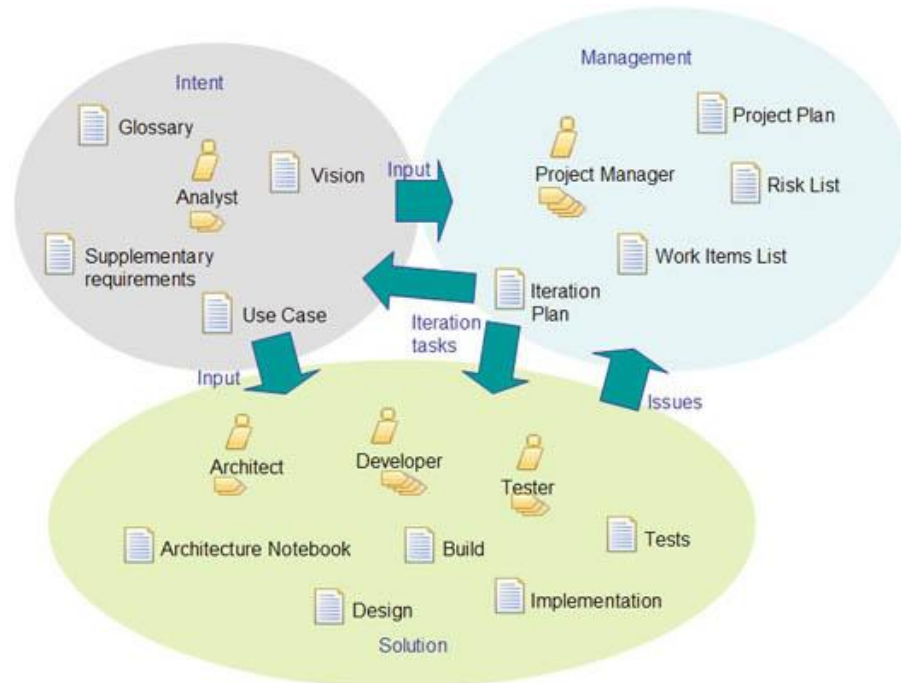 Intent
Glossary
Vision
Analyst
Supplementary
requirements
Use Case
Input
Management
Project Plan
Project Manager
Risk List
Work Items List
Iteration
Plan
Iteration
tasks
Input
Issues
Architect
Developer
Tester
Architecture Notebook
Build
Tests
Design
Implementation
Solution